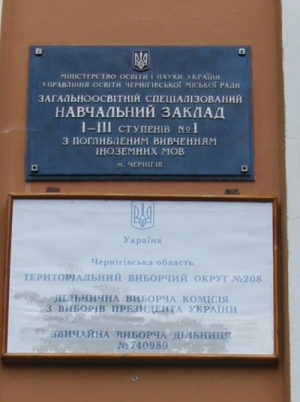 МІНІСТЕРСТВО ОСВІТИ І НАУКИ УКРАЇНИ
УПРАВЛІННЯ ОСВІТИ ЧЕРНІГІВСЬКОЇ МІСЬКОЇ РАДИ
ЗАГАЛЬНООСВІТНІЙ СПЕЦІАЛІЗОВАНИЙ
НАВЧАЛЬНИЙ ЗАКЛАД
І–ІІІ СТУПЕНІВ №1
З ПОГЛИБЛЕНИМ ВИВЧЕННЯМ
ІНОЗЕМНИХ МОВ
М. ЧЕРНІГІВ
Україна
Чернігівська область
ТЕРИТОРІАЛЬНИЙ ВИБОРЧИЙ ОКРУГ №208
ДІЛЬНИЧНА ВИБОРЧА КОМІСІЯ
З ВИБОРІВ ПРЕЗИДЕНТА УКРАЇНИ
ЗВИЧАЙНА ВИБОРЧА ДІЛЬНИЦЯ
№740989